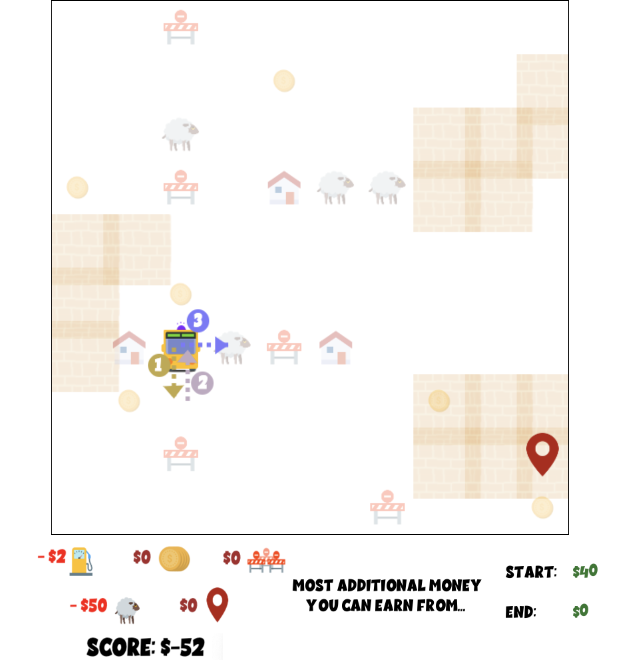 3
1
2
- $2
$0
$0
- $50
$0
MOST ADDITIONAL MONEY
YOU CAN EARN FROM...
START: $40
END: $0
SCORE: $-52